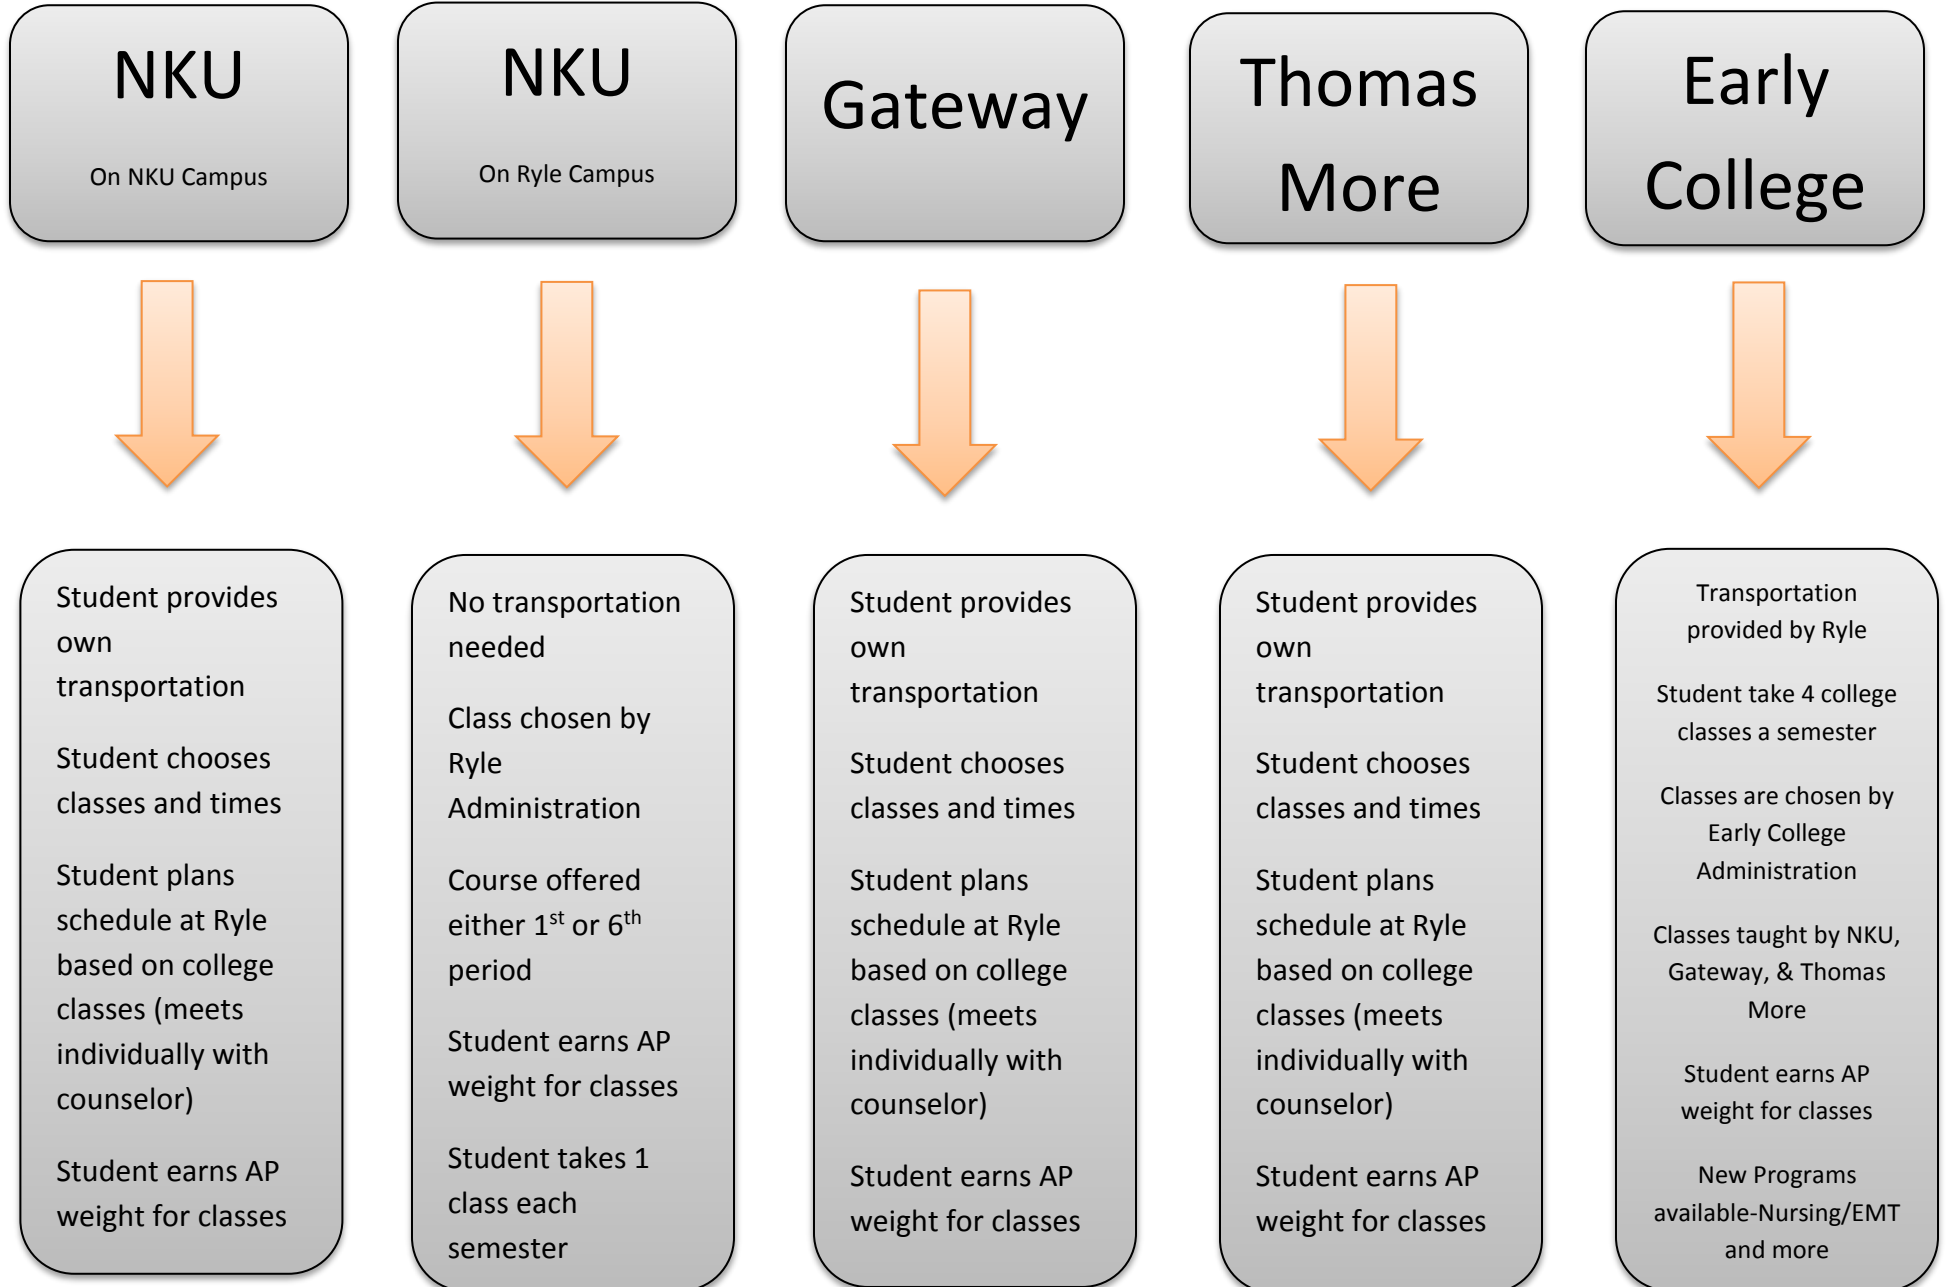 NKU
On NKU Campus
NKU
On Ryle Campus
Gateway
Thomas
More
Early
College
Student provides
own
transportation
Student chooses
classes and times
Student plans
schedule at Ryle
based on college
classes (meets
individually with
counselor)
Student earns AP
weight for classes
No transportation
needed
Class chosen by
Ryle
Administration
Course offered
either 1st or 6th
period
Student earns AP
weight for classes
Student takes 1
class each
semester
Student provides
own
transportation
Student chooses
classes and times
Student plans
schedule at Ryle
based on college
classes (meets
individually with
counselor)
Student earns AP
weight for classes
Student provides
own
transportation
Student chooses
classes and times
Student plans
schedule at Ryle
based on college
classes (meets
individually with
counselor)
Student earns AP
weight for classes
Transportation
provided by Ryle
Student take 4 college
classes a semester
Classes are chosen by
Early College
Administration
Classes taught by NKU,
Gateway, & Thomas
More
Student earns AP
weight for classes
New Programs
available-Nursing/EMT
and more